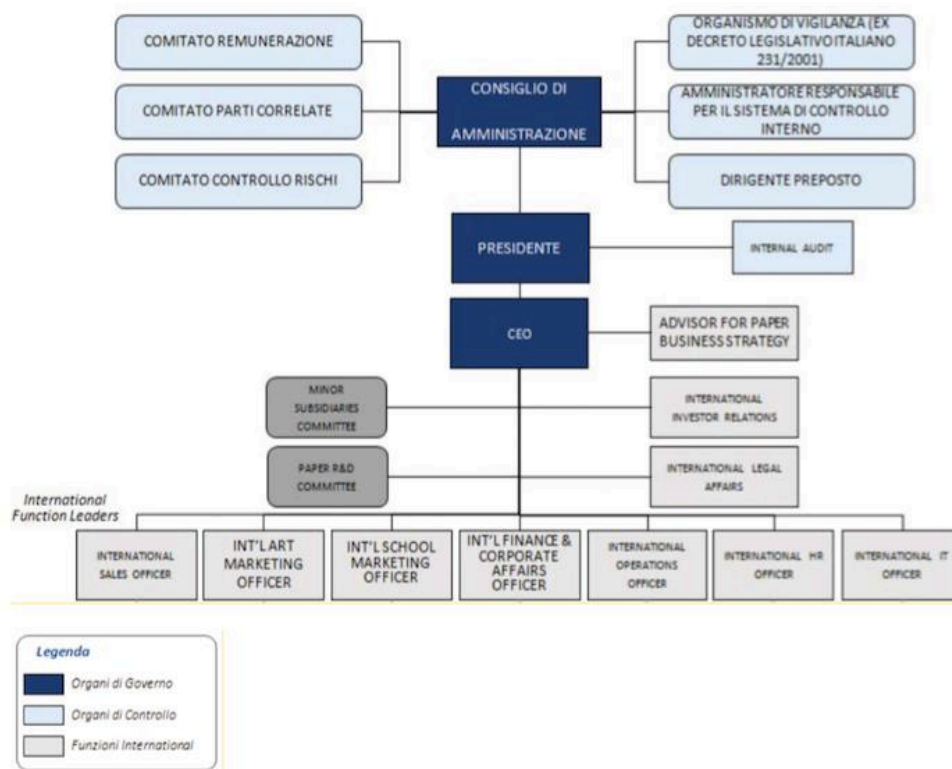 COMITATO REMUNERAZIONE
ORGANISMO DI VIGILANZA (EX
DECRETO LEGISLATIVO ITALIANO
231/2001)
COMITATO PARTI CORRELATE
CONSIGLIO DI
AMMINISTRAZIONE
AMMINISTRATORE RESPONSABILE
PER IL SISTEMA DI CONTROLLO
INTERNO
COMITATO CONTROLLO RISCHI
DIRIGENTE PREPOSTO
PRESIDENTE
INTERNAL AUDIT
CEO
ADVISOR FOR PAPER
BUSINESS STRATEGY
MINOR
SUBSIDIARIES
COMMITTEE
INTERNATIONAL
INVESTOR RELATIONS
PAPER R&D
COMMITTEE
INTERNATIONAL LEGAL
AFFAIRS
International
Function Leaders
INTERNATIONAL
SALES OFFICER
INT'L ART
MARKETING
OFFICER
INT'L SCHOOL
MARKETING
OFFICER
INT'L FINANCE &
CORPORATE
AFFAIRS
OFFICER
INTERNATIONAL
OPERATIONS
OFFICER
INTERNATIONAL HR
OFFICER
INTERNATIONAL IT
OFFICER
Legenda
Organi di Governo
Organi di Controllo
Funzioni International